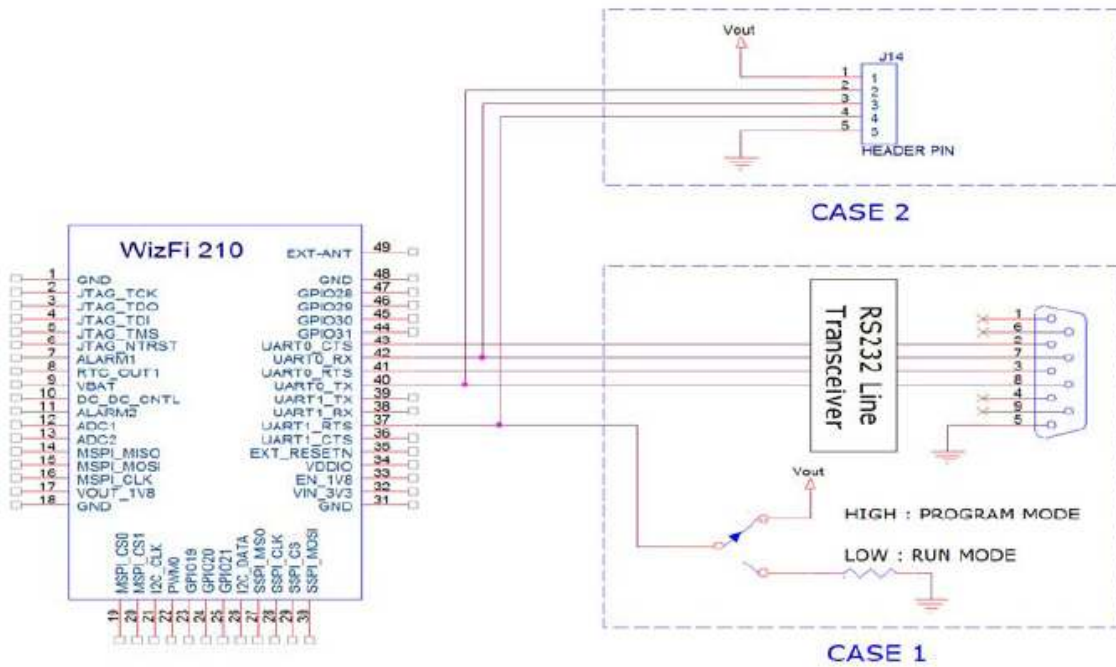 Vout
J14
1 1
2 2
3 3
4 4
5 5
HEADER PIN
CASE 2
WizFi 210
EXT-ANT 49
1 GND
2 JTAG_TCK
3 JTAG_TDO
4 JTAG_TDI
5 JTAG_TMS
6 JTAG_NTRST
7 ALARM1
8 RTC_OUT1
9 VBAT
10 DC_DC_CNTL
11 ALARM2
12 ADC1
13 ADC2
14 MSPI_MISO
15 MSPI_MOSI
16 MSPI_CLK
17 VOUT_1V8
18 GND
GND 48
GPIO28 47
GPIO29 46
GPIO30 45
GPIO31 44
UART0_CTS 43
UART0_RX 42
UART0_RTS 41
UART0_TX 40
UART1_TX 39
UART1_RX 38
UART1_RTS 37
UART1_CTS 36
EXT_RESETN 35
VDDIO 34
EN_1V8 33
VIN_3V3 32
GND 31
19 MSPI_CS0
20 MSPI_CS1
21 I2C_CLK
22 PWM0
23 GPIO19
24 GPIO20
25 GPIO21
26 I2C_DATA
27 SSPI_MSO
28 SSPI_CLK
29 SSPI_CS
30 SSPI_MOSI
RS232 Line
Transceiver
1
6
2
7
3
8
4
9
5
Vout
HIGH : PROGRAM MODE
LOW : RUN MODE
CASE 1